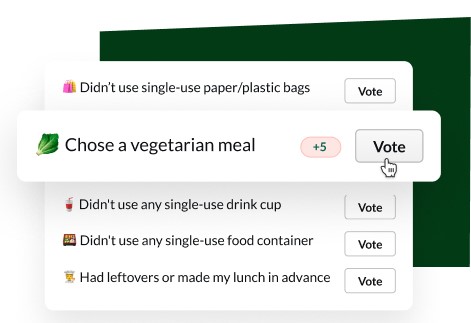 Didn't use single-use paper/plastic bags Vote
Chose a vegetarian meal +5 Vote
Didn't use any single-use drink cup Vote
Didn't use any single-use food container Vote
Had leftovers or made my lunch in advance Vote